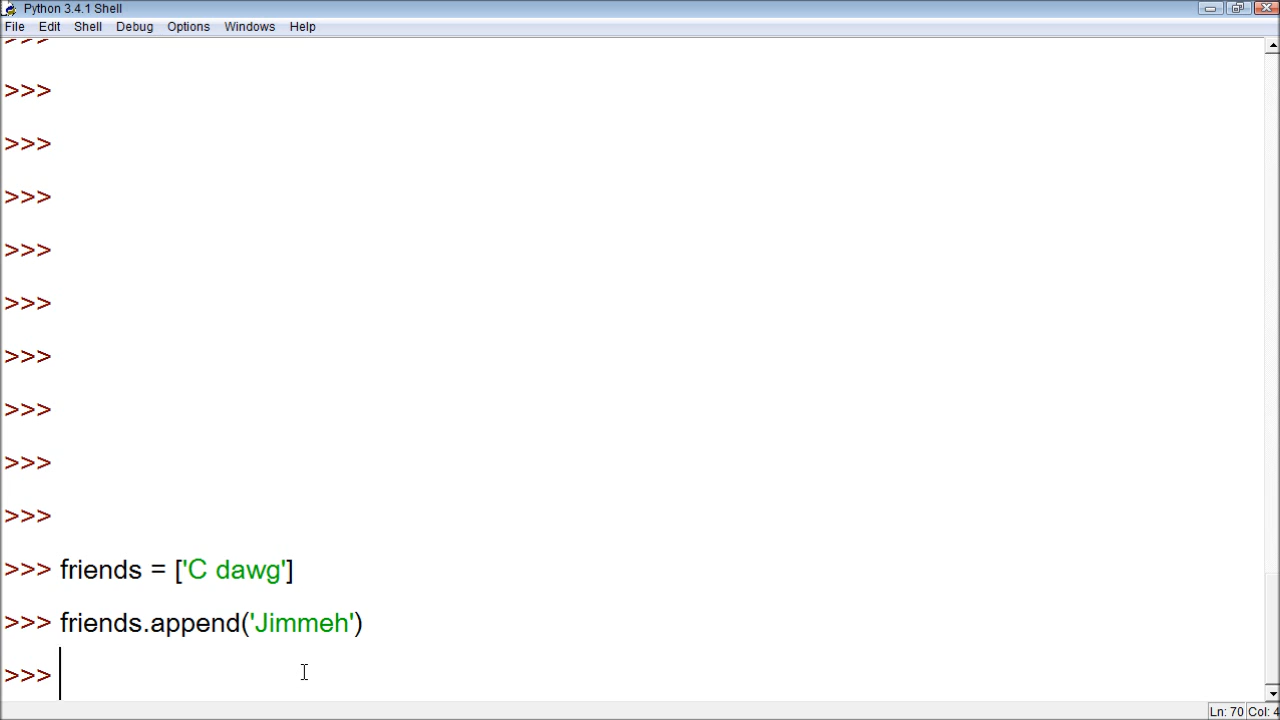 Python 3.4.1 Shell
File Edit Shell Debug Options Windows Help
>>>
>>>
>>>
>>>
>>>
>>>
>>>
>>>
>>>
>>>
>>> friends = ['C dawg']
>>> friends.append('Jimmeh')
>>>
Ln: 70 Col: 4